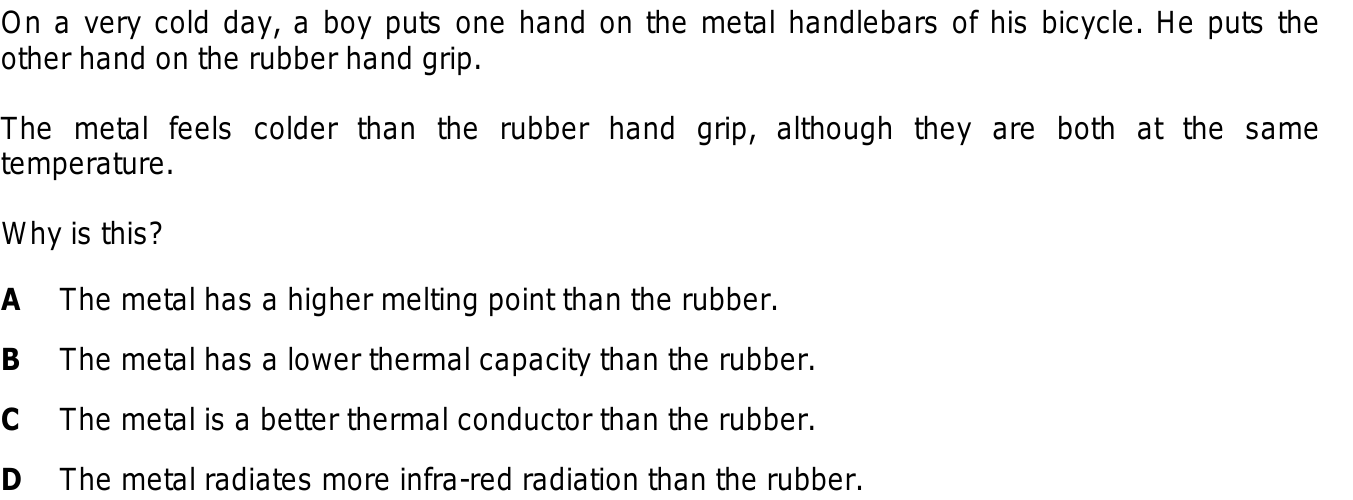 On a very cold day, a boy puts one hand on the metal handlebars of his bicycle. He puts the
other hand on the rubber hand grip.
The metal feels colder than the rubber hand grip, although they are both at the same
temperature.
Why is this?
A The metal has a higher melting point than the rubber.
B The metal has a lower thermal capacity than the rubber.
C The metal is a better thermal conductor than the rubber.
D The metal radiates more infra-red radiation than the rubber.